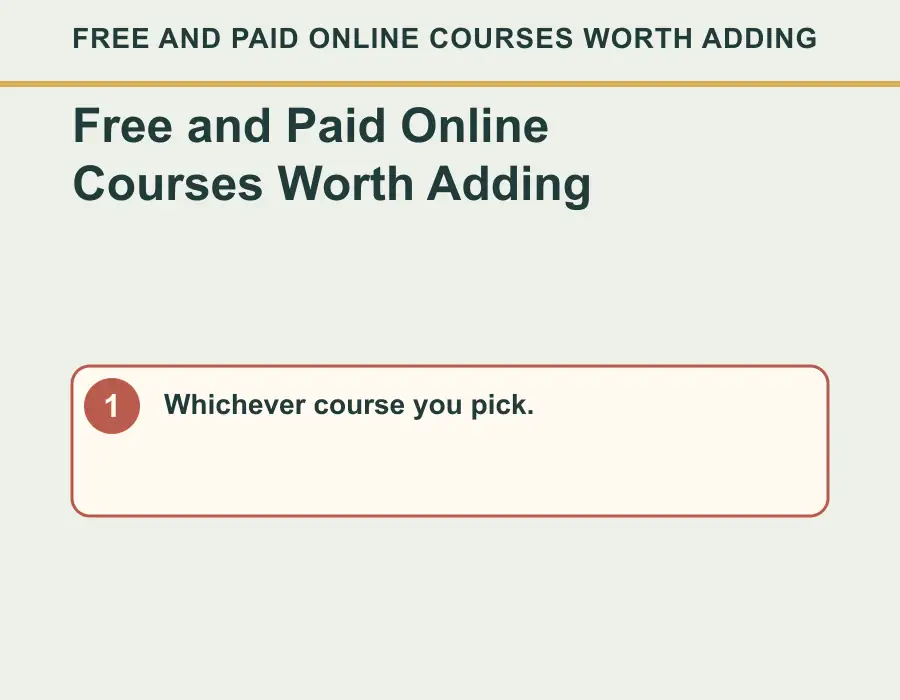 FREE AND PAID ONLINE COURSES WORTH ADDING
Free and Paid Online
Courses Worth Adding
1
Whichever course you pick.